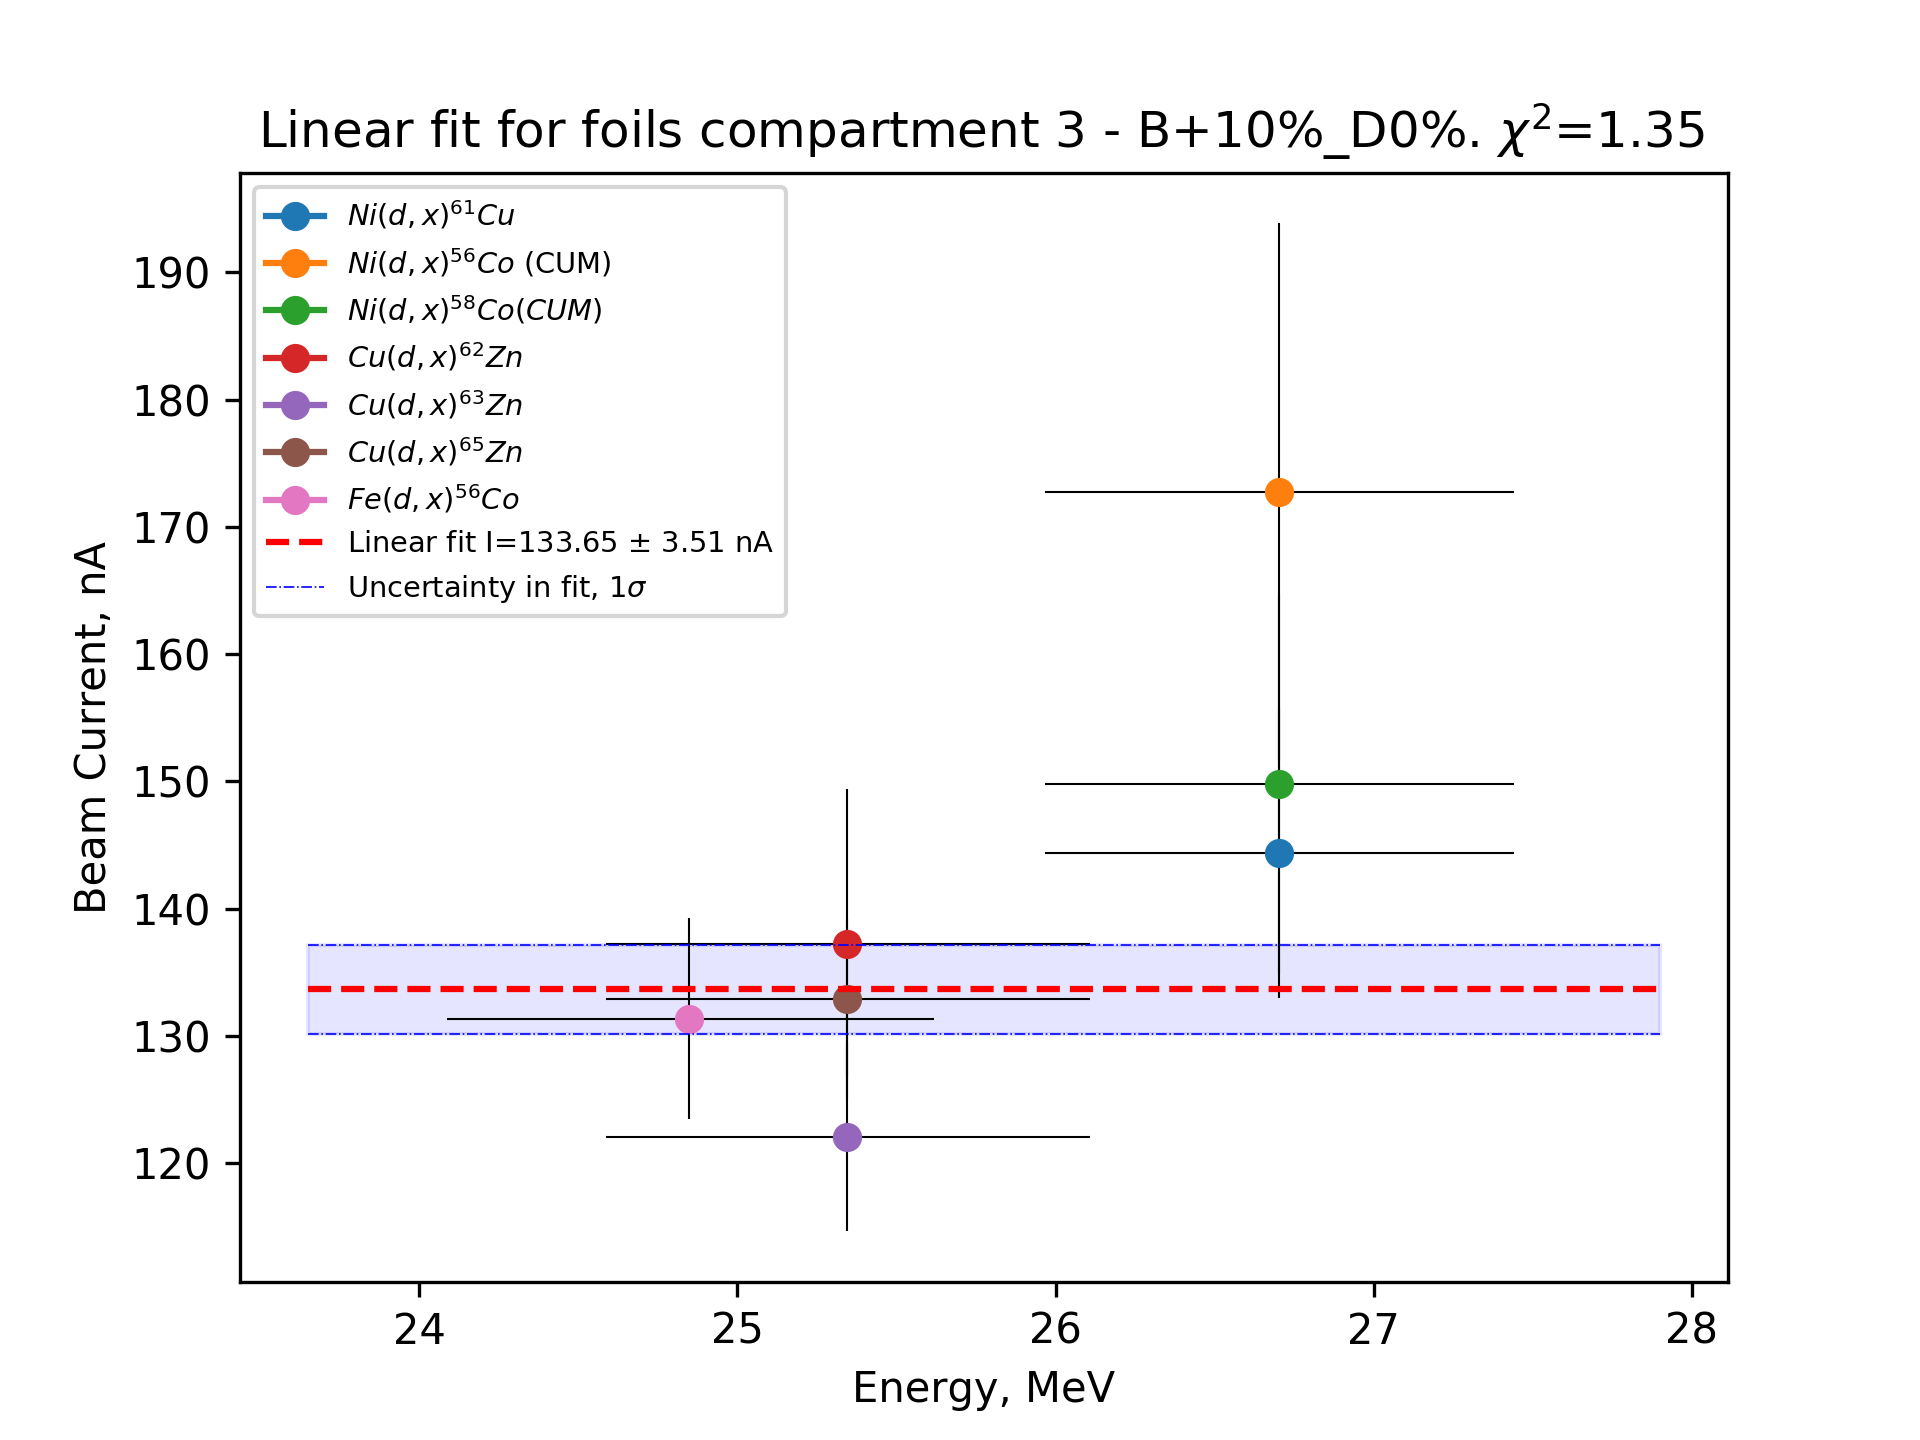 Linear fit for foils compartment 3 - B+10%_D0%. χ²=1.35
Ni(d, x)⁶¹Cu
Ni(d, x)⁵⁶Co (CUM)
Ni(d, x)⁵⁸Co(CUM)
Cu(d, x)⁶²Zn
Cu(d, x)⁶³Zn
Cu(d, x)⁶⁵Zn
Fe(d, x)⁵⁶Co
Linear fit I=133.65 ± 3.51 nA
Uncertainty in fit, 1σ
Beam Current, nA
190
180
170
160
150
140
130
120
24 25 26 27 28
Energy, MeV